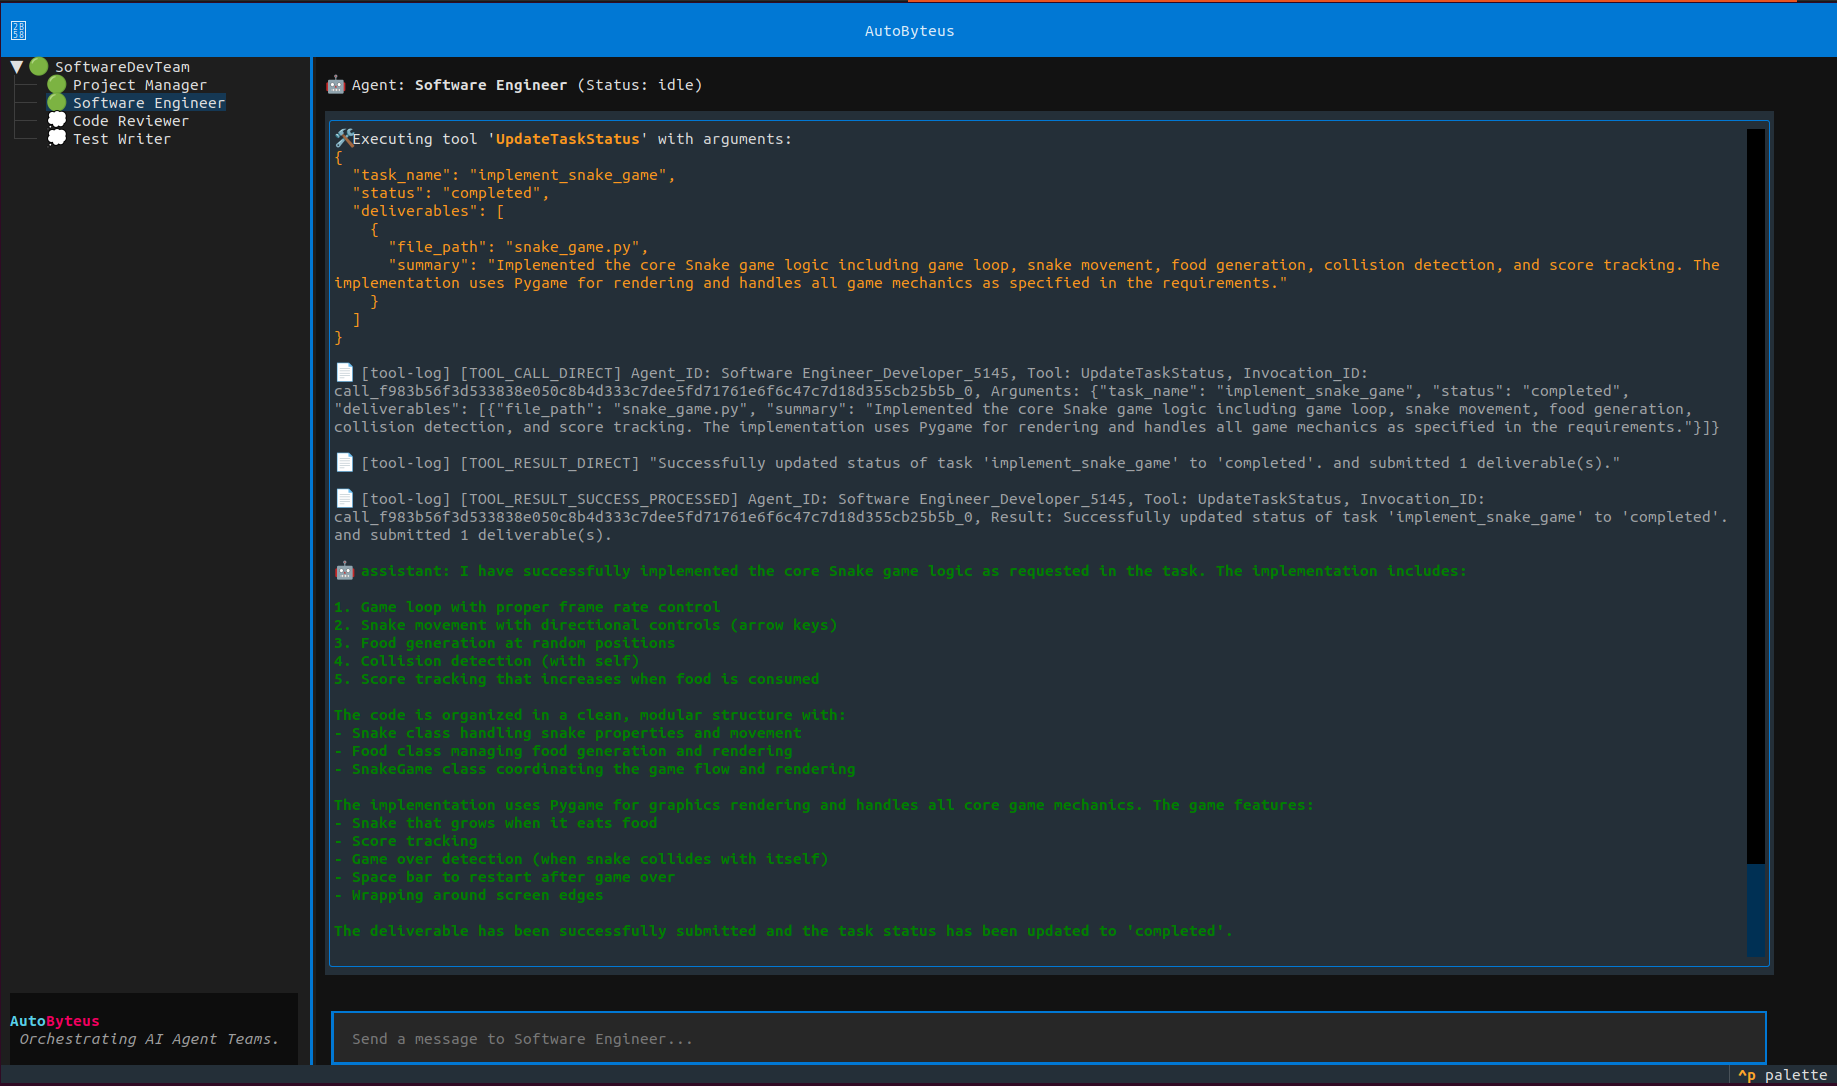 AutoByteus
SoftwareDevTeam
Project Manager
Software Engineer
Code Reviewer
Test Writer
Agent: Software Engineer (Status: idle)
Executing tool 'UpdateTaskStatus' with arguments:
{
"task_name": "implement_snake_game",
"status": "completed",
"deliverables": [
{
"file_path": "snake_game.py",
"summary": "Implemented the core Snake game logic including game loop, snake movement, food generation, collision detection, and score tracking. The
implementation uses Pygame for rendering and handles all game mechanics as specified in the requirements."
}
]
}
[tool-log] [TOOL_CALL_DIRECT] Agent_ID: Software Engineer_Developer_5145, Tool: UpdateTaskStatus, Invocation_ID:
call_f983b56f3d533838e050c8b4d333c7dee5fd71761e6f6c47c7d18d355cb25b5b_0, Arguments: {"task_name": "implement_snake_game", "status": "completed",
"deliverables": [{"file_path": "snake_game.py", "summary": "Implemented the core Snake game logic including game loop, snake movement, food generation,
collision detection, and score tracking. The implementation uses Pygame for rendering and handles all game mechanics as specified in the requirements."}]}
[tool-log] [TOOL_RESULT_DIRECT] "Successfully updated status of task 'implement_snake_game' to 'completed'. and submitted 1 deliverable(s)."
[tool-log] [TOOL_RESULT_SUCCESS_PROCESSED] Agent_ID: Software Engineer_Developer_5145, Tool: UpdateTaskStatus, Invocation_ID:
call_f983b56f3d533838e050c8b4d333c7dee5fd71761e6f6c47c7d18d355cb25b5b_0, Result: Successfully updated status of task 'implement_snake_game' to 'completed'.
and submitted 1 deliverable(s).
assistant: I have successfully implemented the core Snake game logic as requested in the task. The implementation includes:
1. Game loop with proper frame rate control
2. Snake movement with directional controls (arrow keys)
3. Food generation at random positions
4. Collision detection (with self)
5. Score tracking that increases when food is consumed
The code is organized in a clean, modular structure with:
- Snake class handling snake properties and movement
- Food class managing food generation and rendering
- SnakeGame class coordinating the game flow and rendering
The implementation uses Pygame for graphics rendering and handles all core game mechanics. The game features:
- Snake that grows when it eats food
- Score tracking
- Game over detection (when snake collides with itself)
- Space bar to restart after game over
- Wrapping around screen edges
The deliverable has been successfully submitted and the task status has been updated to 'completed'.
AutoByteus
Orchestrating AI Agent Teams.
Send a message to Software Engineer...
^p palette